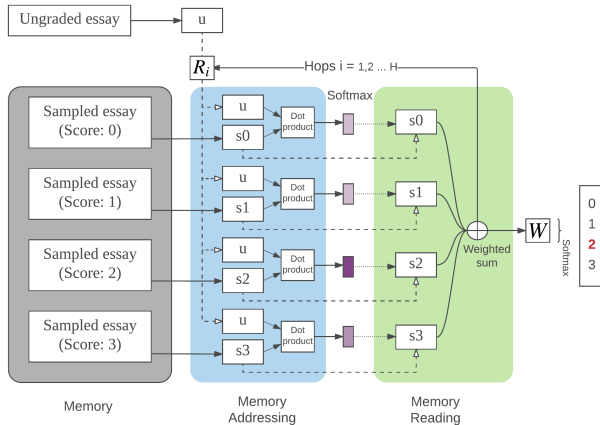 Ungraded essay
u
R_i
Hops i = 1,2 ... H
Softmax
Sampled essay
(Score: 0)
u
s0
Dot
product
s0
Sampled essay
(Score: 1)
u
s1
Dot
product
s1
Sampled essay
(Score: 2)
u
s2
Dot
product
s2
Sampled essay
(Score: 3)
u
s3
Dot
product
s3
Weighted
sum
W
Softmax
0
1
2
3
Memory
Memory
Addressing
Memory
Reading